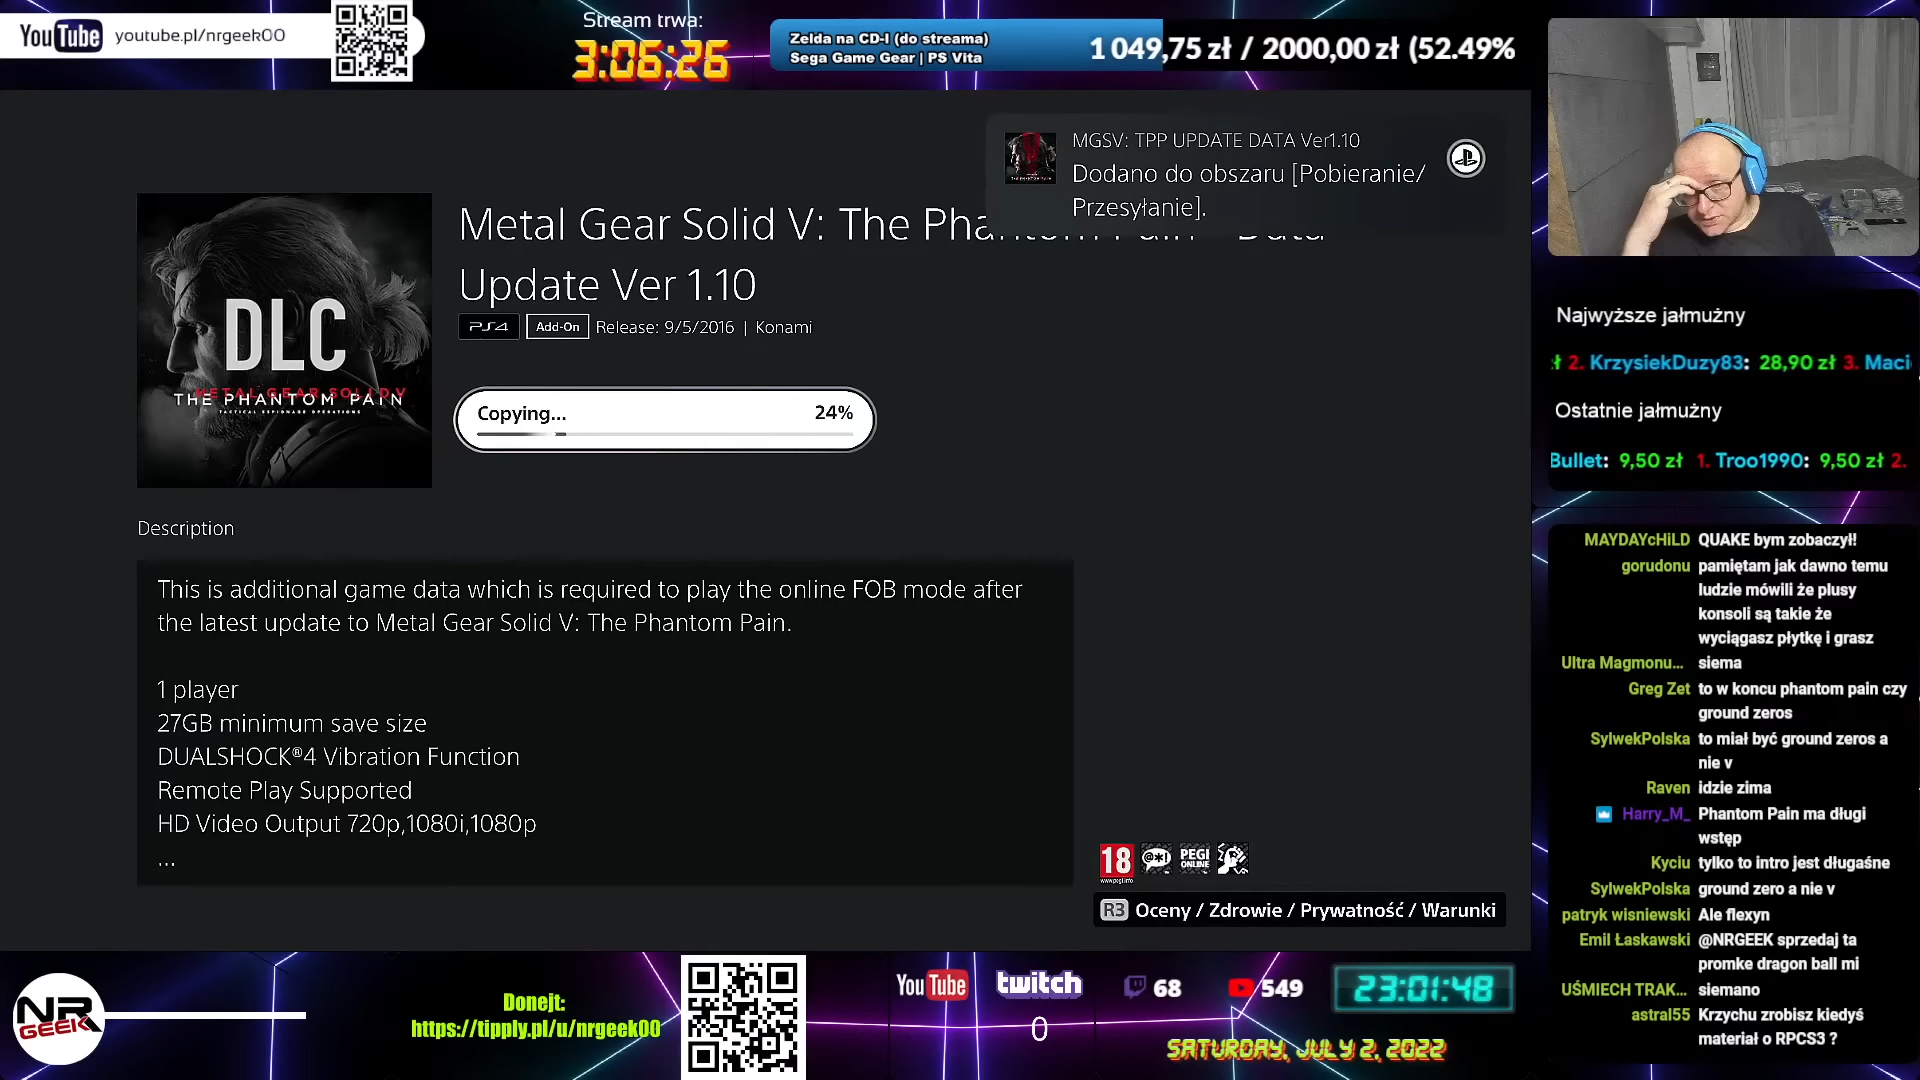 YouTube youtube.pl/nrgeek00
Stream trwa:
3:06:26
Zelda na CD-I (do streama)
Sega Game Gear | PS Vita
1 049,75 zł / 2000,00 zł (52.49%
MGSV: TPP UPDATE DATA Ver1.10
Dodano do obszaru [Pobieranie/
Przesyłanie].
Metal Gear Solid V: The Phantom Pain - Data
Update Ver 1.10
PS4 Add-On Release: 9/5/2016 | Konami
DLC
METAL GEAR SOLID V
THE PHANTOM PAIN
TACTICAL ESPIONAGE OPERATIONS
Copying... 24%
Description
This is additional game data which is required to play the online FOB mode after
the latest update to Metal Gear Solid V: The Phantom Pain.
1 player
27GB minimum save size
DUALSHOCK®4 Vibration Function
Remote Play Supported
HD Video Output 720p,1080i,1080p
...
18
www.pegi.info
PEGI
ONLINE
R3 Oceny / Zdrowie / Prywatność / Warunki
Najwyższe jałmużny
ł 2. KrzysiekDuzy83: 28,90 zł 3. Maci
Ostatnie jałmużny
Bullet: 9,50 zł 1. Troo1990: 9,50 zł 2.
MAYDAYcHiLD QUAKE bym zobaczył!
gorudonu pamiętam jak dawno temu
ludzie mówili że plusy
konsoli są takie że
wyciągasz płytkę i grasz
Ultra Magmonu... siema
Greg Zet to w koncu phantom pain czy
ground zeros
SylwekPolska to miał być ground zeros a
nie v
Raven idzie zima
Harry_M_ Phantom Pain ma długi
wstęp
Kyciu tylko to intro jest długaśne
SylwekPolska ground zero a nie v
patryk wisniewski Ale flexyn
Emil Łaskawski @NRGEEK sprzedaj ta
promke dragon ball mi
UŚMIECH TRAK... siemano
astral55 Krzychu zrobisz kiedyś
materiał o RPCS3 ?
NR
GEEK
Donejt:
https://tipply.pl/u/nrgeek00
YouTube twitch 68 549
0
23:01:48
SATURDAY, JULY 2, 2022